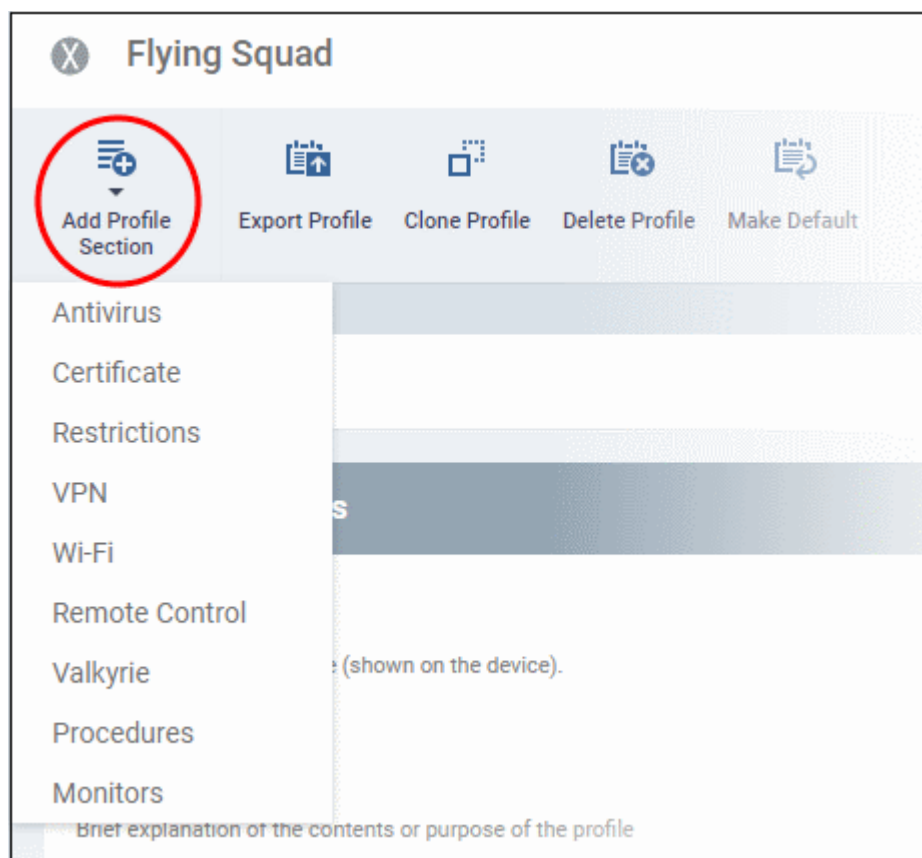 X Flying Squad
Add Profile
Section
Export Profile
Clone Profile
Delete Profile
Make Default
Antivirus
Certificate
Restrictions
VPN
s
Wi-Fi
Remote Control
(shown on the device).
Valkyrie
Procedures
Monitors
Brief explanation of the contents or purpose of the profile